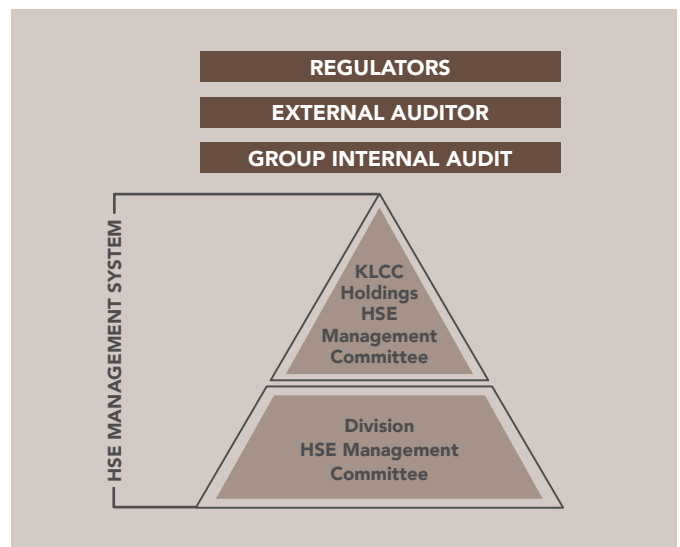 REGULATORS
EXTERNAL AUDITOR
GROUP INTERNAL AUDIT
HSE MANAGEMENT SYSTEM
KLCC
Holdings
HSE
Management
Committee
Division
HSE Management
Committee